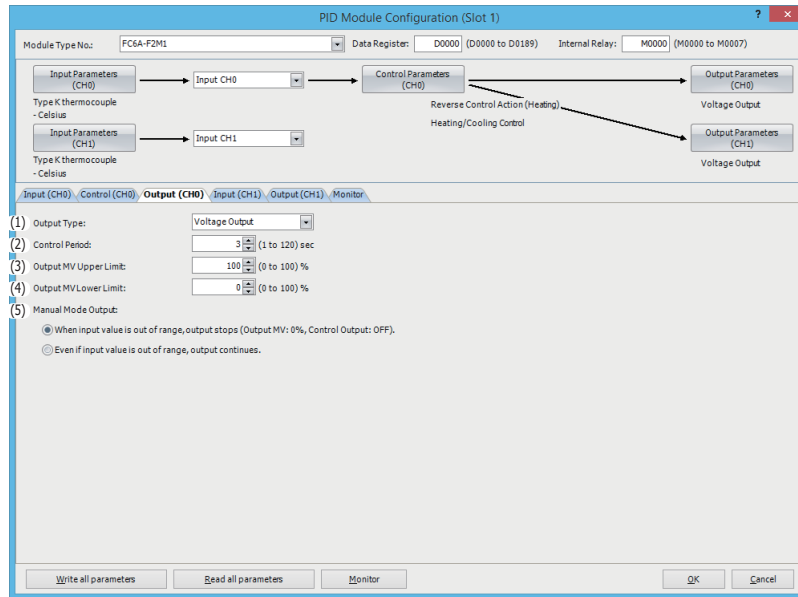 PID Module Configuration (Slot 1)
? ×
Module Type No.: FC6A-F2M1 Data Register: D0000 (D0000 to D0189) Internal Relay: M0000 (M0000 to M0007)
Input Parameters
(CH0)
Input CH0
Control Parameters
(CH0)
Output Parameters
(CH0)
Type K thermocouple
- Celsius
Reverse Control Action (Heating)
Heating/Cooling Control
Voltage Output
Input Parameters
(CH1)
Input CH1
Output Parameters
(CH1)
Type K thermocouple
- Celsius
Voltage Output
Input (CH0) Control (CH0) Output (CH0) Input (CH1) Output (CH1) Monitor
(1) Output Type: Voltage Output
(2) Control Period: 3 (1 to 120) sec
(3) Output MV Upper Limit: 100 (0 to 100) %
(4) Output MV Lower Limit: 0 (0 to 100) %
(5) Manual Mode Output:
When input value is out of range, output stops (Output MV: 0%, Control Output: OFF).
Even if input value is out of range, output continues.
Write all parameters Read all parameters Monitor OK Cancel